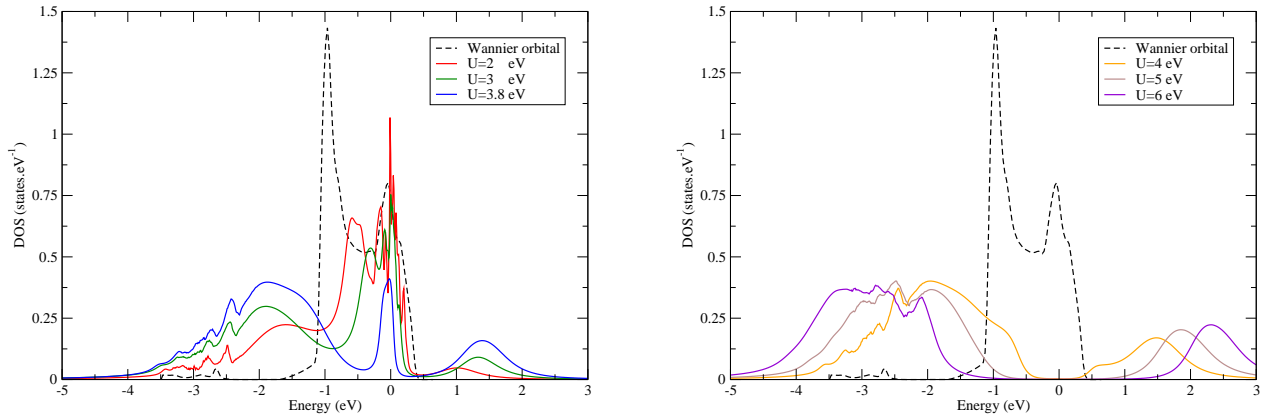 1.5
1.25
1
0.75
0.5
0.25
0
DOS (states.eV⁻¹)
-5 -4 -3 -2 -1 0 1 2 3
Energy (eV)
Wannier orbital
U=2 eV
U=3 eV
U=3.8 eV
1.5
1.25
1
0.75
0.5
0.25
0
DOS (states.eV⁻¹)
-5 -4 -3 -2 -1 0 1 2 3
Energy (eV)
Wannier orbital
U=4 eV
U=5 eV
U=6 eV